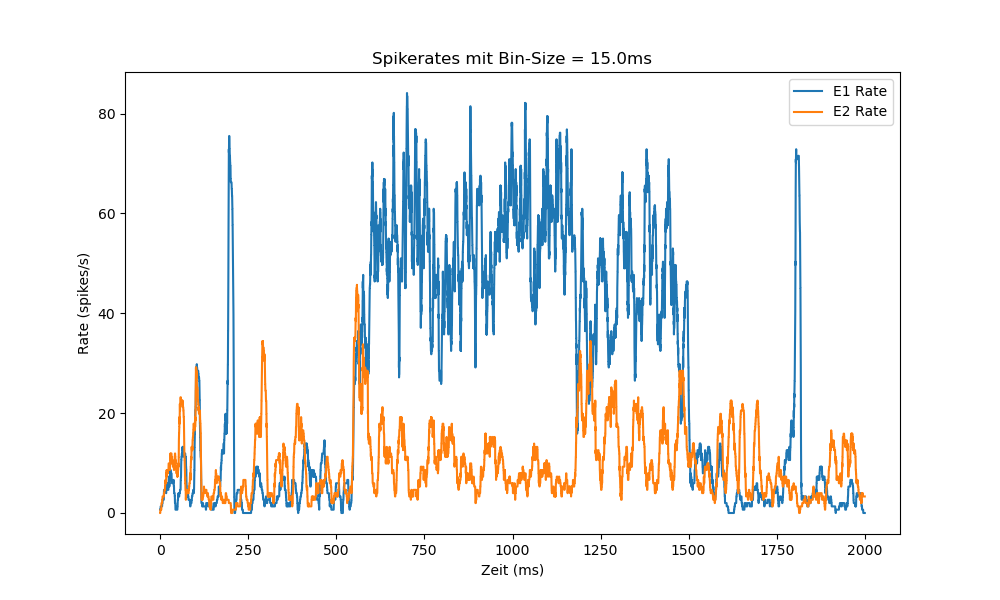 Spikerates mit Bin-Size = 15.0ms
E1 Rate
E2 Rate
80
60
40
20
0
Rate (spikes/s)
0 250 500 750 1000 1250 1500 1750 2000
Zeit (ms)